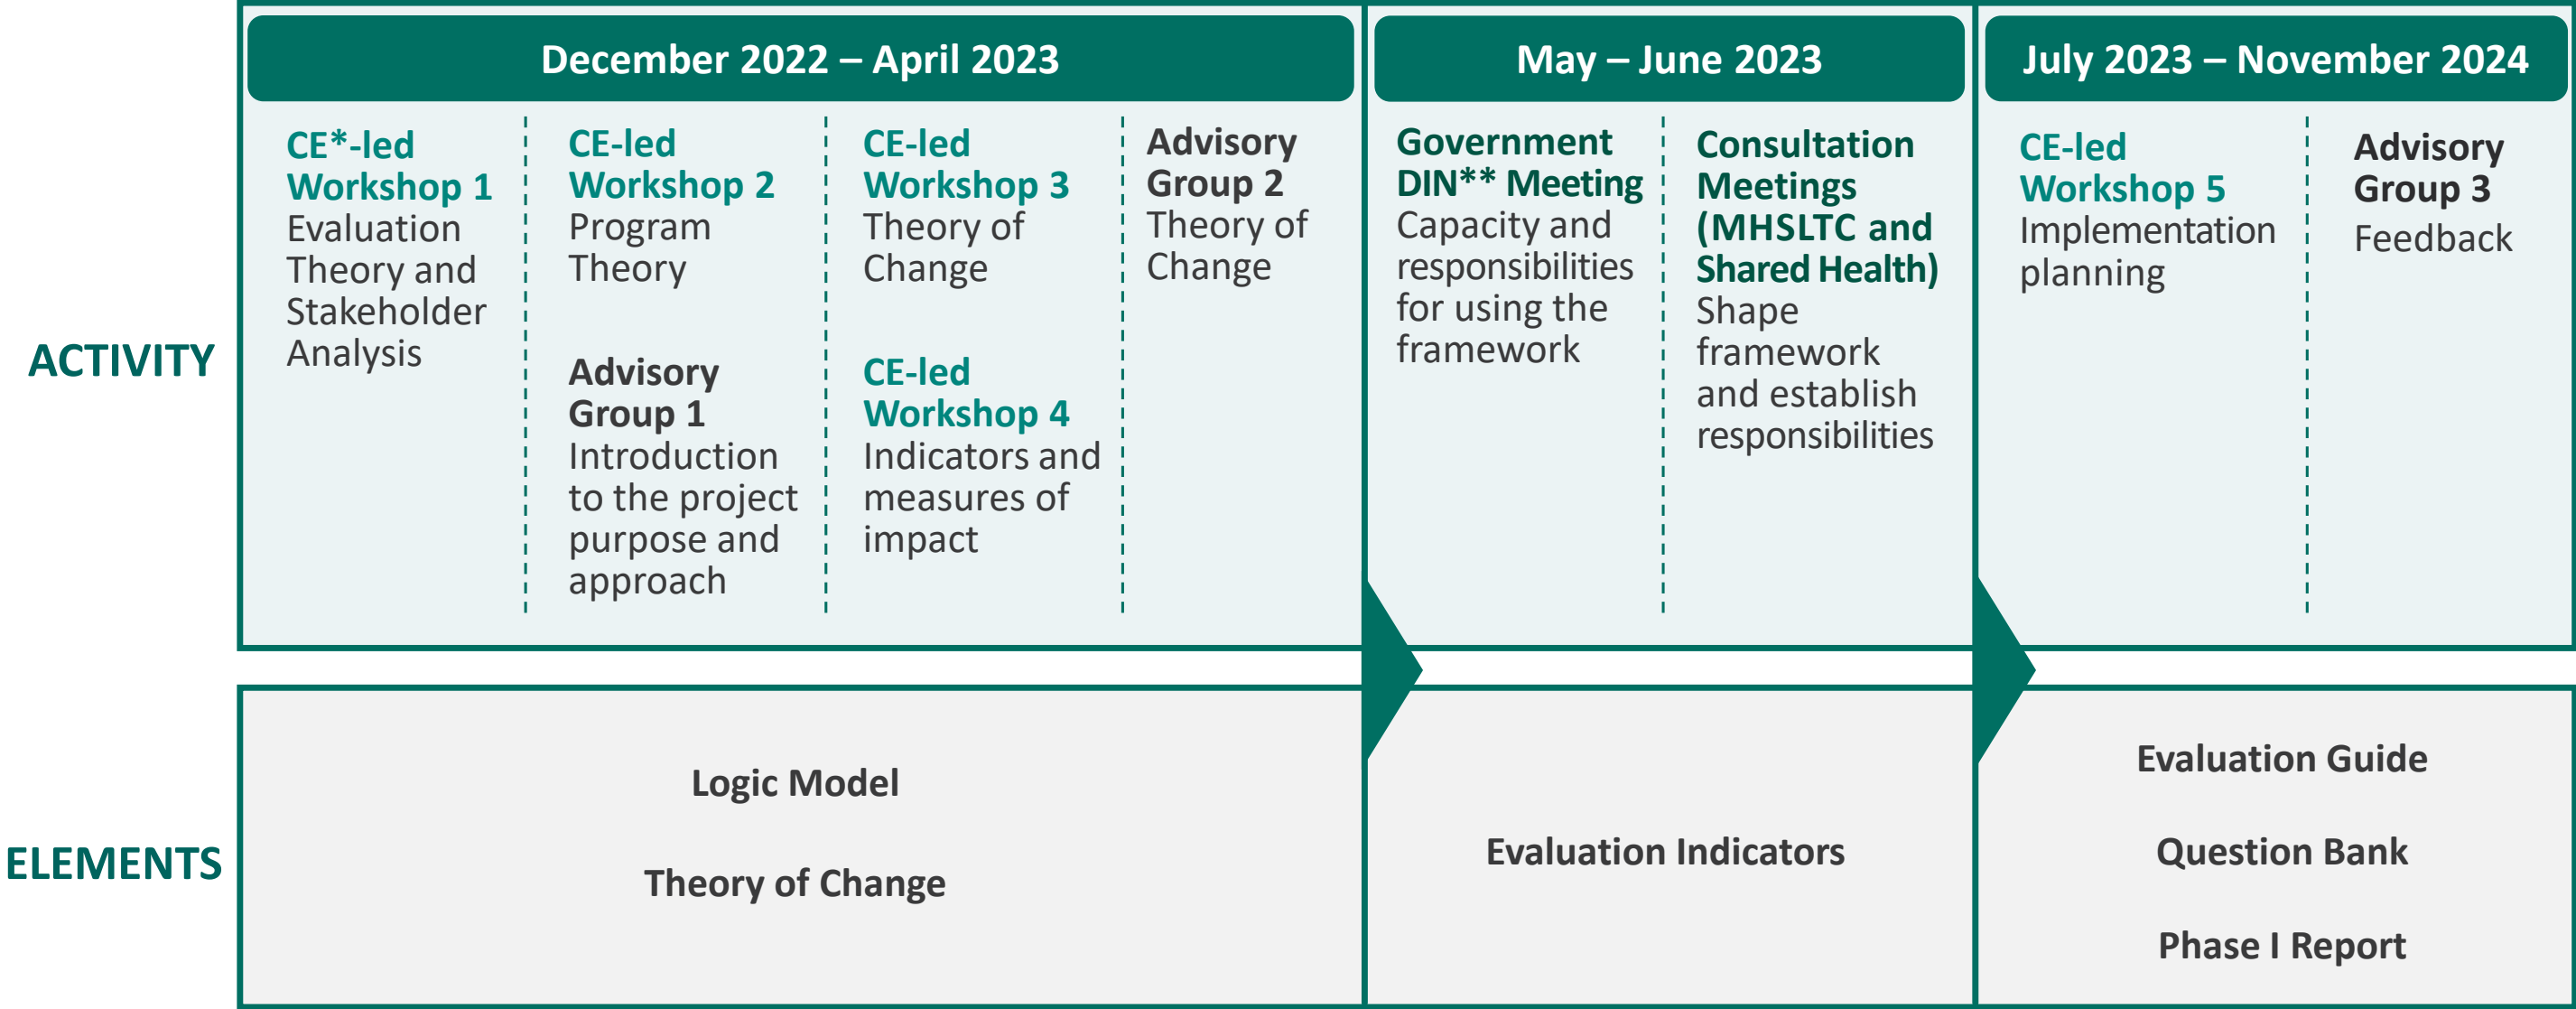 December 2022 – April 2023
May – June 2023
July 2023 – November 2024
ACTIVITY
CE*-led
Workshop 1
Evaluation
Theory and
Stakeholder
Analysis
CE-led
Workshop 2
Program
Theory
Advisory
Group 1
Introduction
to the project
purpose and
approach
CE-led
Workshop 3
Theory of
Change
CE-led
Workshop 4
Indicators and
measures of
impact
Advisory
Group 2
Theory of
Change
Government
DIN** Meeting
Capacity and
responsibilities
for using the
framework
Consultation
Meetings
(MHSLTC and
Shared Health)
Shape
framework
and establish
responsibilities
CE-led
Workshop 5
Implementation
planning
Advisory
Group 3
Feedback
ELEMENTS
Logic Model
Theory of Change
Evaluation Indicators
Evaluation Guide
Question Bank
Phase I Report